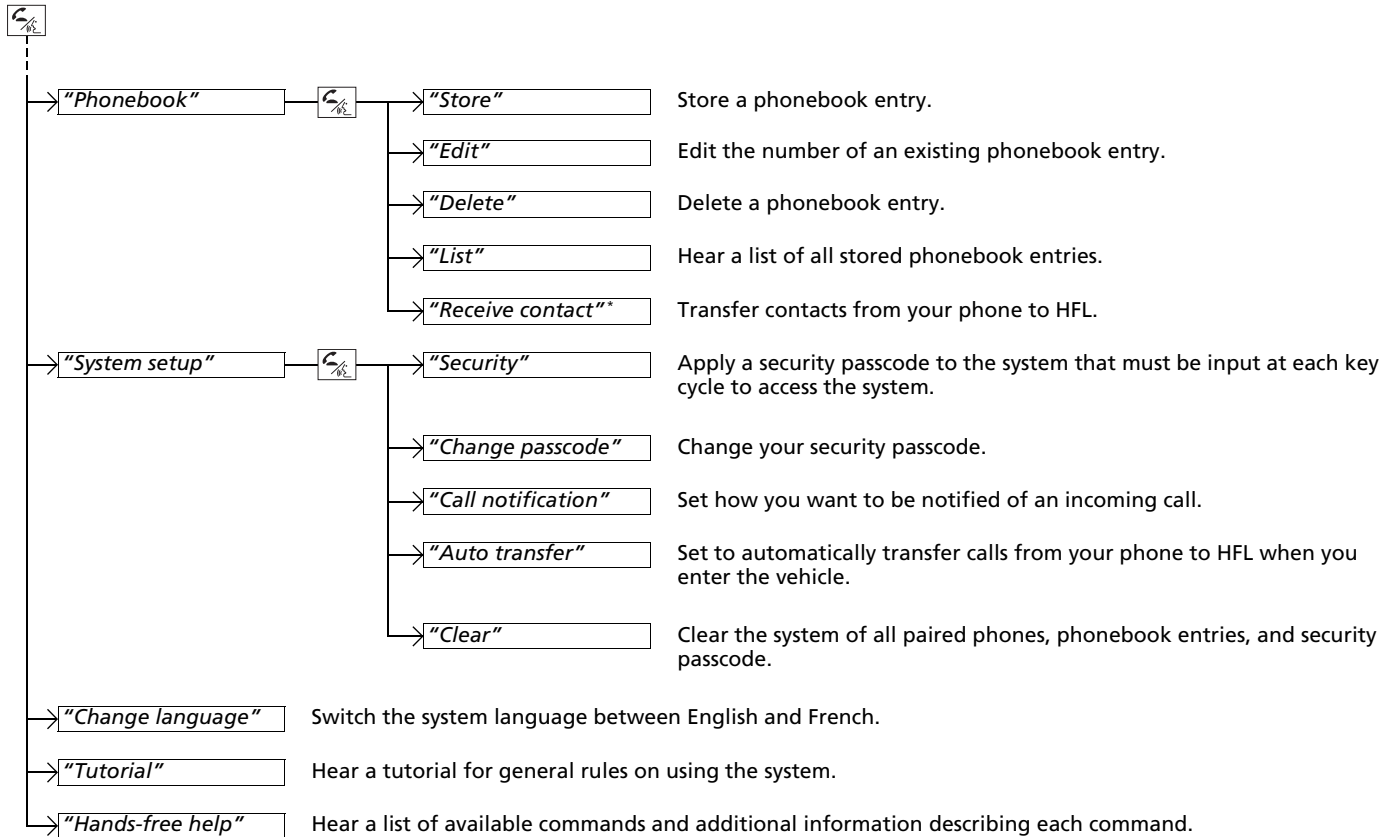 "Phonebook"
"Store"
Store a phonebook entry.
"Edit"
Edit the number of an existing phonebook entry.
"Delete"
Delete a phonebook entry.
"List"
Hear a list of all stored phonebook entries.
"Receive contact"*
Transfer contacts from your phone to HFL.
"System setup"
"Security"
Apply a security passcode to the system that must be input at each key
cycle to access the system.
"Change passcode"
Change your security passcode.
"Call notification"
Set how you want to be notified of an incoming call.
"Auto transfer"
Set to automatically transfer calls from your phone to HFL when you
enter the vehicle.
"Clear"
Clear the system of all paired phones, phonebook entries, and security
passcode.
"Change language"
Switch the system language between English and French.
"Tutorial"
Hear a tutorial for general rules on using the system.
"Hands-free help"
Hear a list of available commands and additional information describing each command.